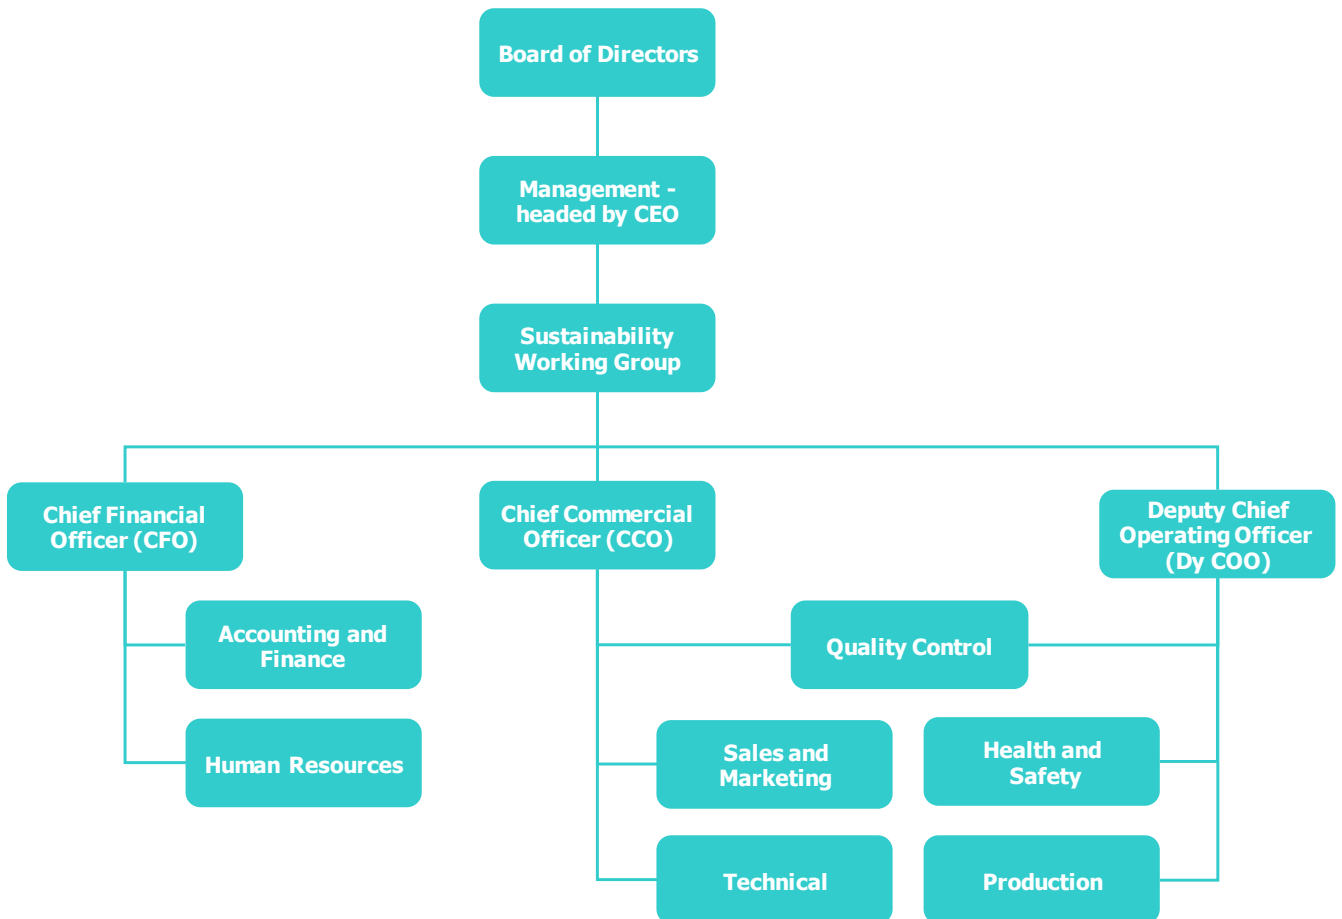 Board of Directors
Management -
headed by CEO
Sustainability
Working Group
Chief Financial
Officer (CFO)
Chief Commercial
Officer (CCO)
Deputy Chief
Operating Officer
(Dy COO)
Accounting and
Finance
Quality Control
Human Resources
Sales and
Marketing
Health and
Safety
Technical
Production